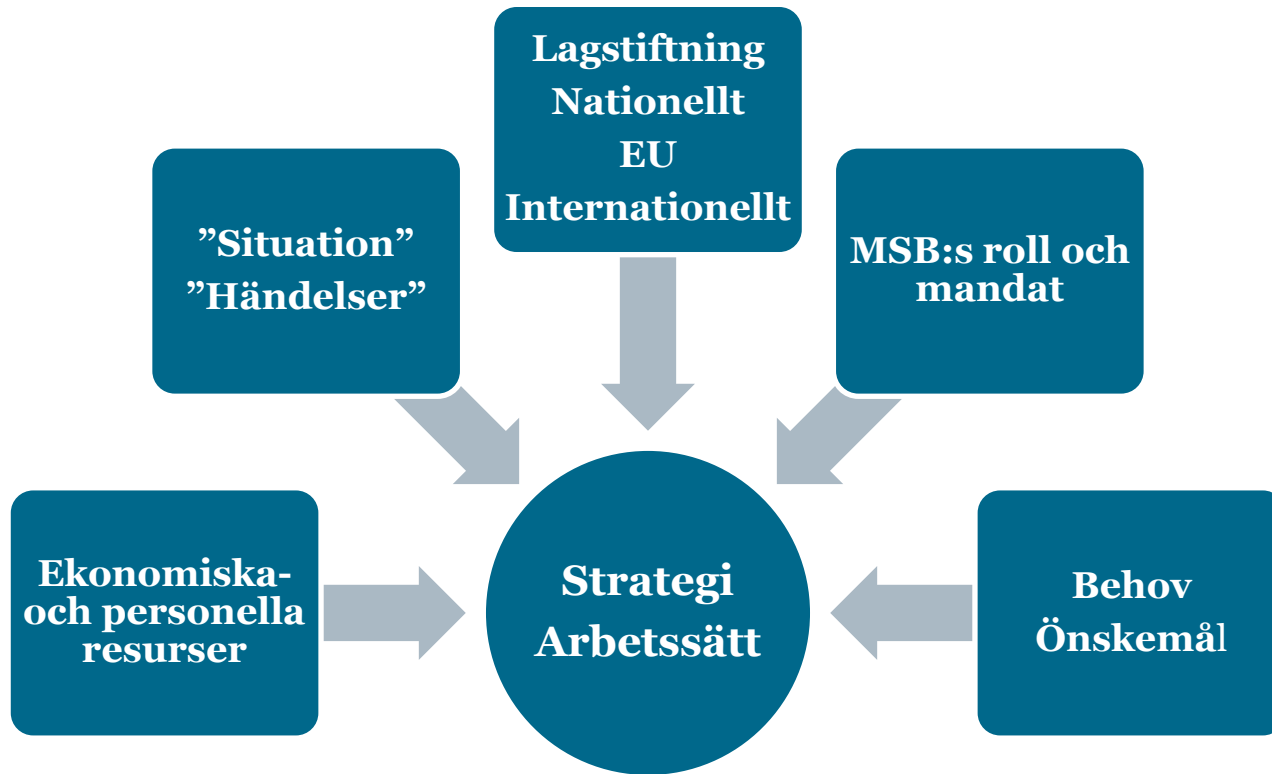 Lagstiftning
Nationellt
EU
Internationellt
”Situation”
”Händelser”
MSB:s roll och
mandat
Ekonomiska-
och personella
resurser
Strategi
Arbetssätt
Behov
Önskemål